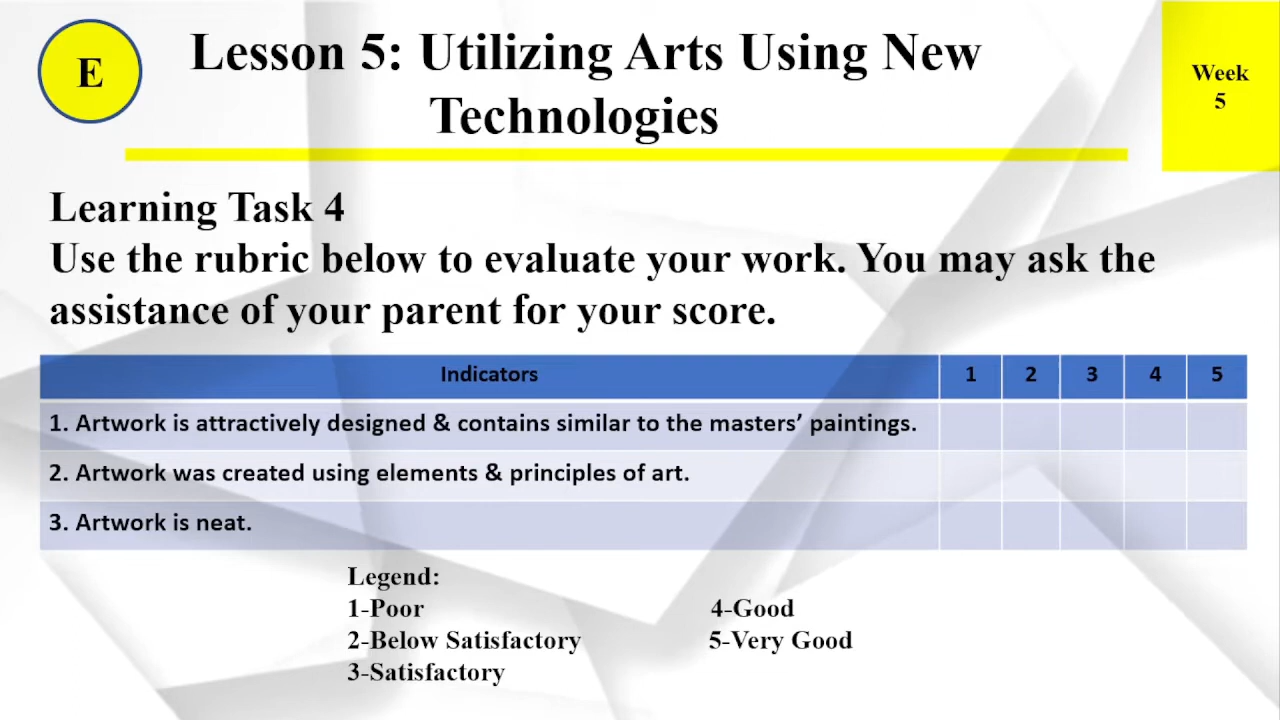 E
Lesson 5: Utilizing Arts Using New
Technologies
Week
5
Learning Task 4
Use the rubric below to evaluate your work. You may ask the
assistance of your parent for your score.
Indicators 1 2 3 4 5
1. Artwork is attractively designed & contains similar to the masters’ paintings.
2. Artwork was created using elements & principles of art.
3. Artwork is neat.
Legend:
1-Poor 4-Good
2-Below Satisfactory 5-Very Good
3-Satisfactory